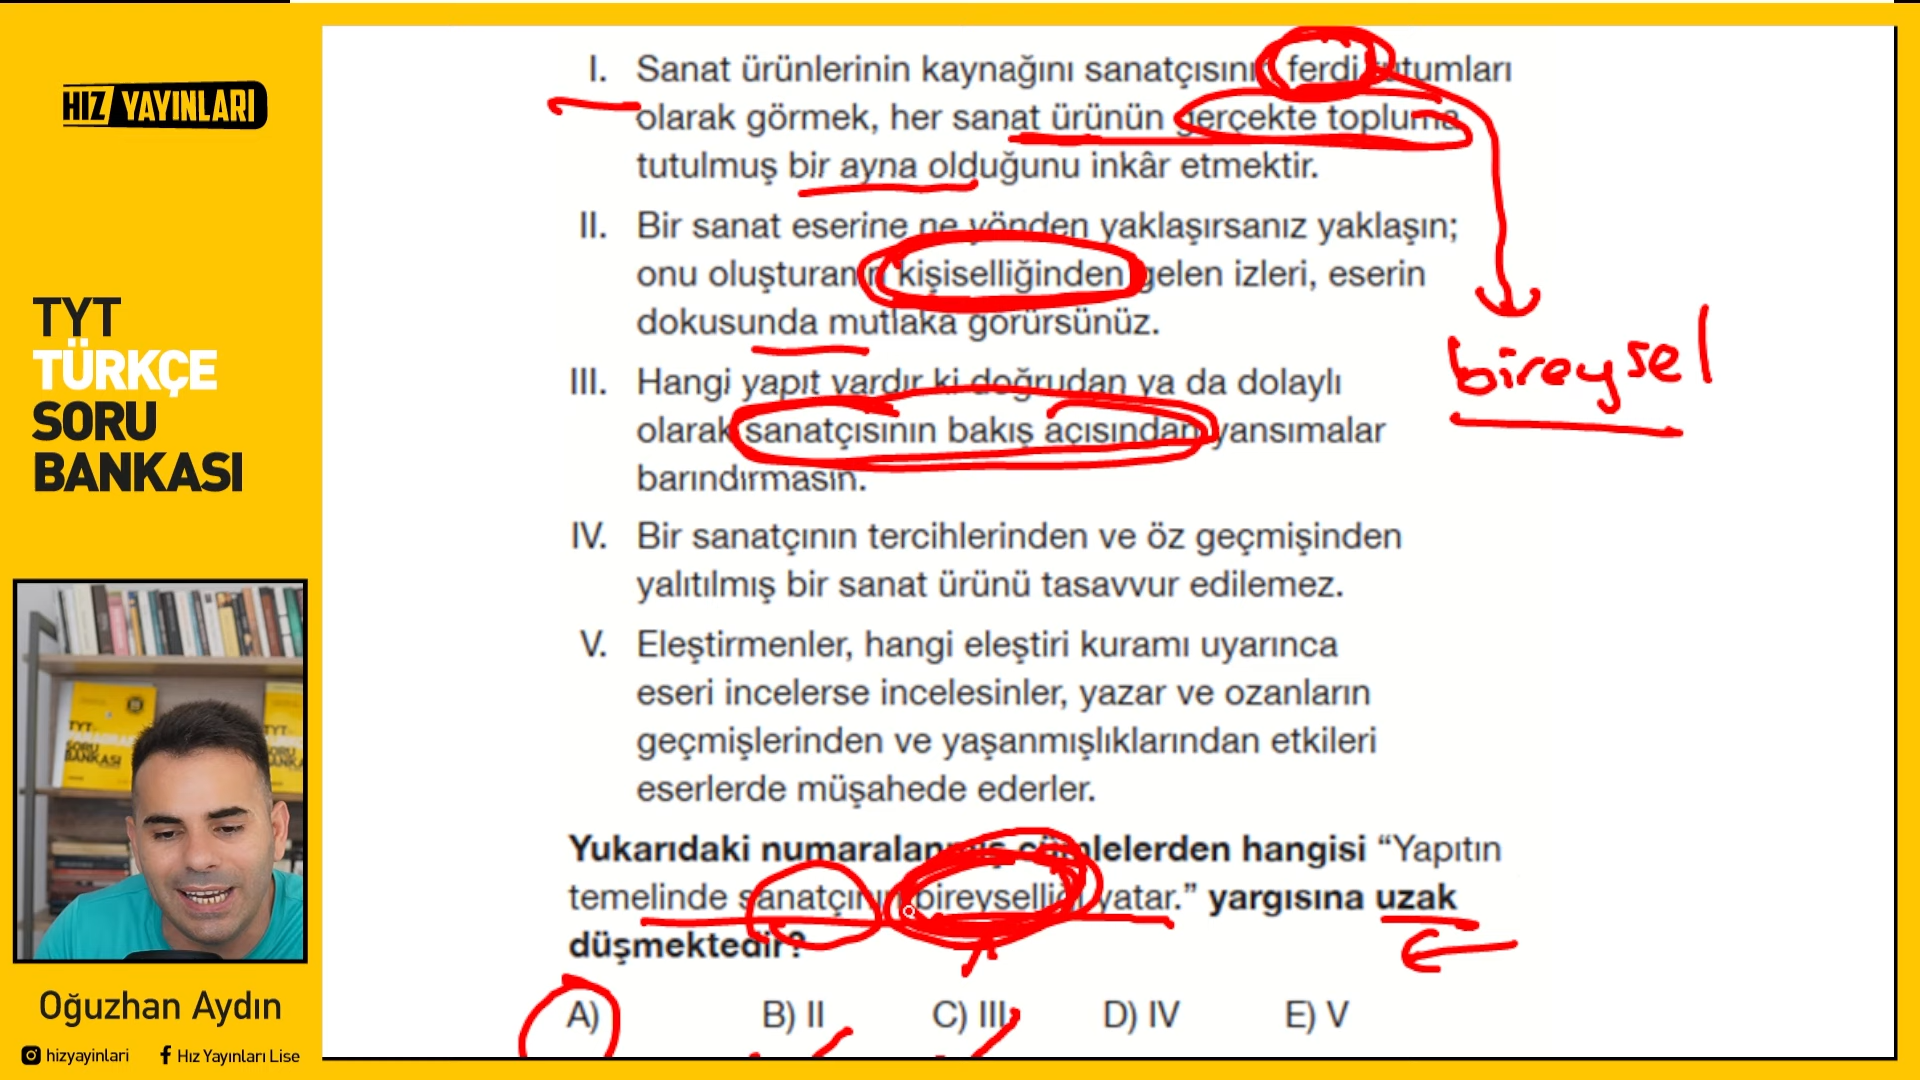 HIZ YAYINLARI
TYT
TÜRKÇE
SORU
BANKASI
Oğuzhan Aydın
hizyayinlari
Hız Yayınları Lise
I. Sanat ürünlerinin kaynağını sanatçısının ferdi tutumları
olarak görmek, her sanat ürünün gerçekte topluma
tutulmuş bir ayna olduğunu inkâr etmektir.
II. Bir sanat eserine ne yönden yaklaşırsanız yaklaşın;
onu oluşturanın kişiselliğinden gelen izleri, eserin
dokusunda mutlaka görürsünüz.
III. Hangi yapıt vardır ki doğrudan ya da dolaylı
olarak sanatçısının bakış açısından yansımalar
barındırmasın.
bireysel
IV. Bir sanatçının tercihlerinden ve öz geçmişinden
yalıtılmış bir sanat ürünü tasavvur edilemez.
V. Eleştirmenler, hangi eleştiri kuramı uyarınca
eseri incelerse incelesinler, yazar ve ozanların
geçmişlerinden ve yaşanmışlıklarından etkileri
eserlerde müşahede ederler.
Yukarıdaki numaralanmış cümlelerden hangisi “Yapıtın
temelinde sanatçının bireyselliği yatar.” yargısına uzak
düşmektedir?
A) B) II C) III D) IV E) V
TYT
SORU
BANKASI